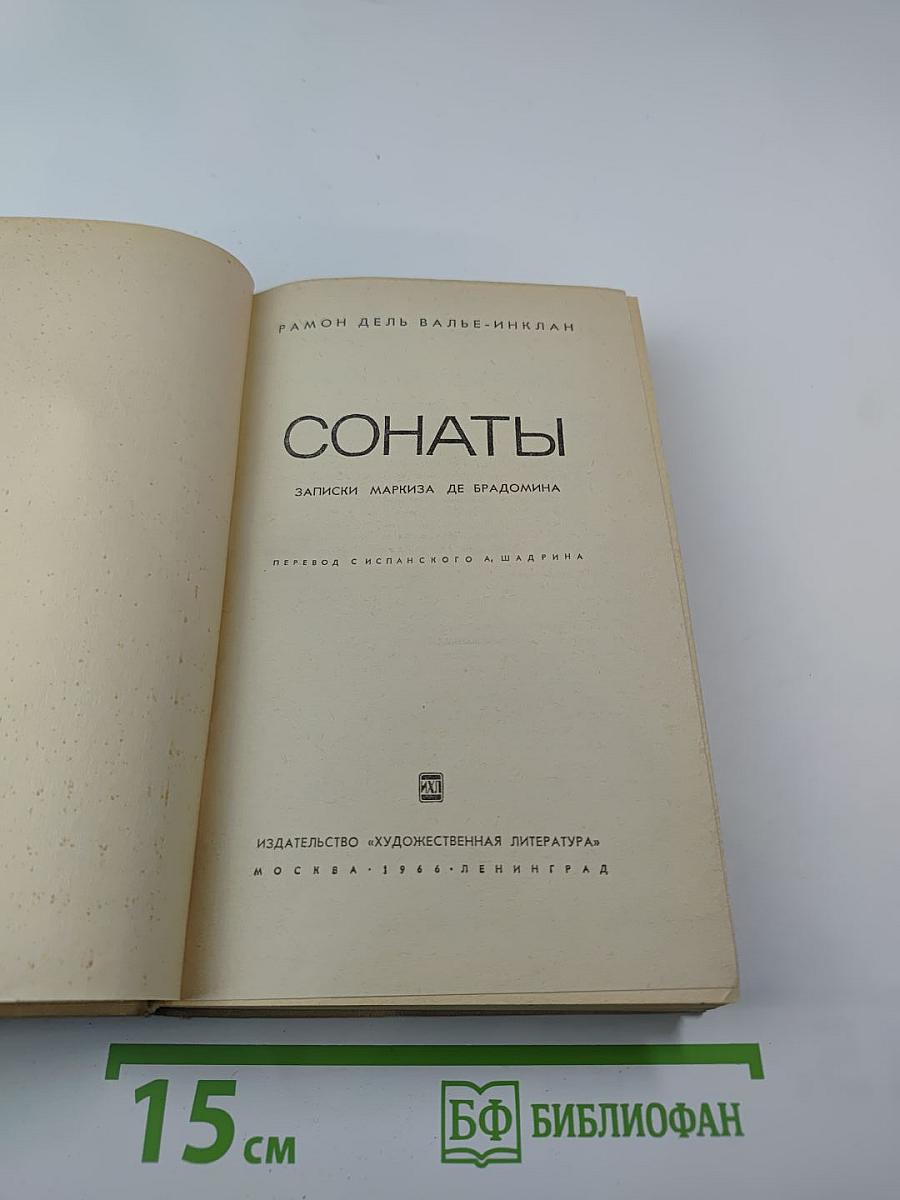 РАМОН ДЕЛЬ ВАЛЬЕ-ИНКЛАН
СОНАТЫ
ЗАПИСКИ МАРКИЗА ДЕ БРАДОМИНА
ПЕРЕВОД С ИСПАНСКОГО А. ШАДРИНА
ИХЛ
ИЗДАТЕЛЬСТВО «ХУДОЖЕСТВЕННАЯ ЛИТЕРАТУРА»
МОСКВА · 1966 · ЛЕНИНГРАД
15 см
БФ БИБЛИОФАН